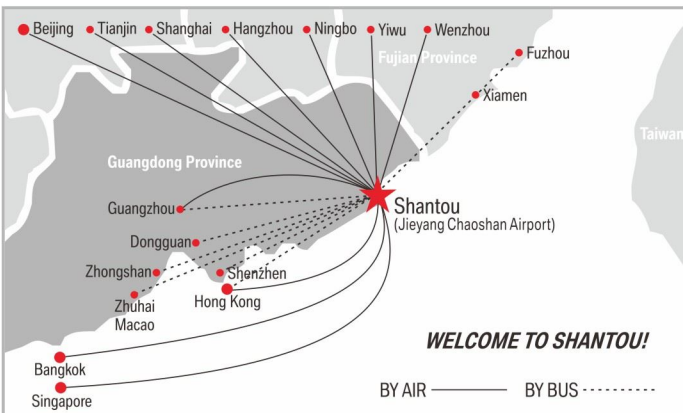 Beijing
Tianjin
Shanghai
Hangzhou
Ningbo
Yiwu
Wenzhou
Fujian Province
Fuzhou
Xiamen
Taiwan
Guangdong Province
Guangzhou
Shantou
(Jieyang Chaoshan Airport)
Dongguan
Zhongshan
Shenzhen
Zhuhai
Macao
Hong Kong
WELCOME TO SHANTOU!
Bangkok
Singapore
BY AIR
BY BUS